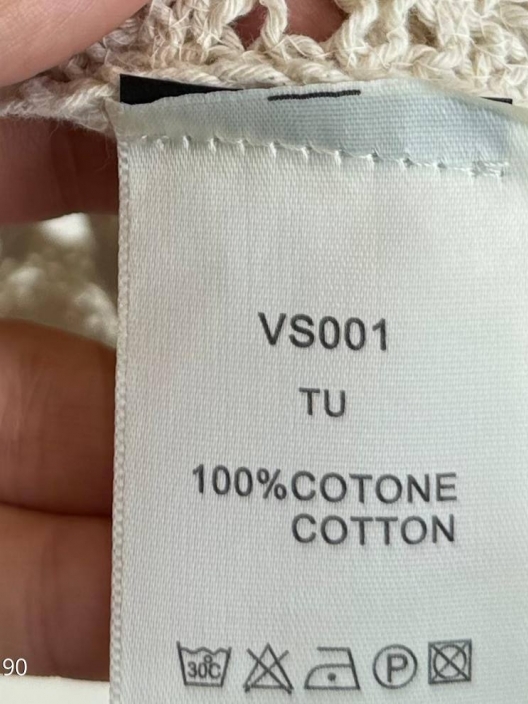 VS001
TU
100%COTONE
COTTON
30°C P
90